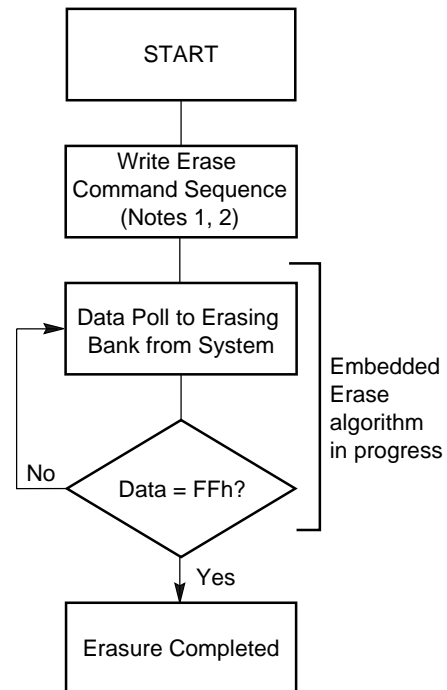 START
Write Erase
Command Sequence
(Notes 1, 2)
Data Poll to Erasing
Bank from System
Embedded
Erase
algorithm
in progress
No
Data = FFh?
Yes
Erasure Completed